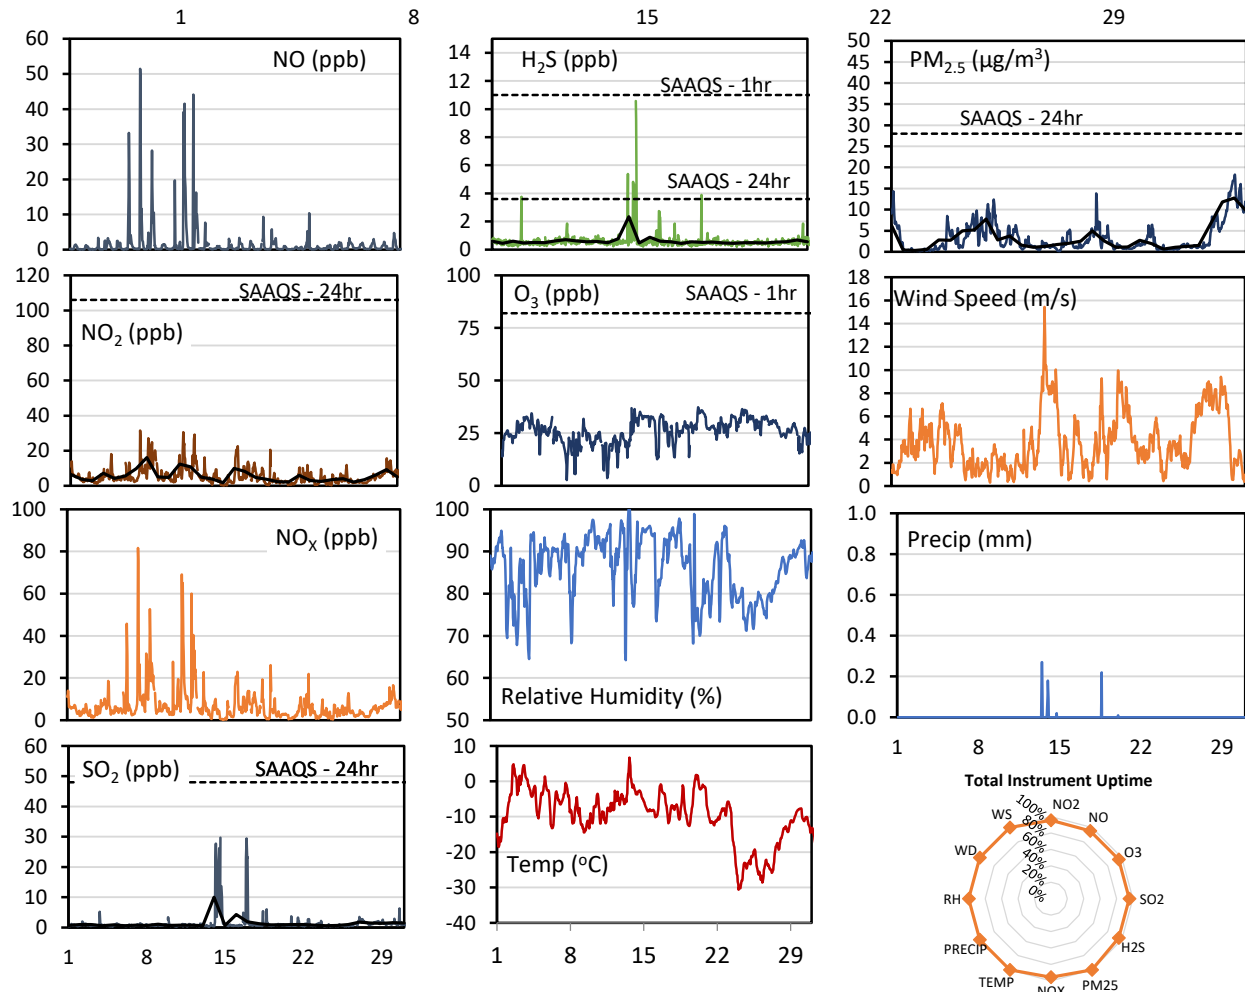 1 8 15 22 29
NO (ppb)
60
50
40
30
20
10
0
H2S (ppb)
SAAQS - 1hr
SAAQS - 24hr
14
12
10
8
6
4
2
0
PM2.5 (µg/m3)
SAAQS - 24hr
50
45
40
35
30
25
20
15
10
5
0
SAAQS - 24hr
NO2 (ppb)
120
100
80
60
40
20
0
O3 (ppb)
SAAQS - 1hr
100
75
50
25
0
Wind Speed (m/s)
18
16
14
12
10
8
6
4
2
0
NOX (ppb)
100
80
60
40
20
0
Relative Humidity (%)
100
90
80
70
60
50
Precip (mm)
1.0
0.8
0.6
0.4
0.2
0.0
1 8 15 22 29
SO2 (ppb)
SAAQS - 24hr
60
50
40
30
20
10
0
1 8 15 22 29
Temp (oC)
10
0
-10
-20
-30
-40
1 8 15 22 29
Total Instrument Uptime
100%
80%
60%
40%
20%
0%
NO2
NO
O3
SO2
H2S
PM25
NOX
TEMP
PRECIP
RH
WD
WS